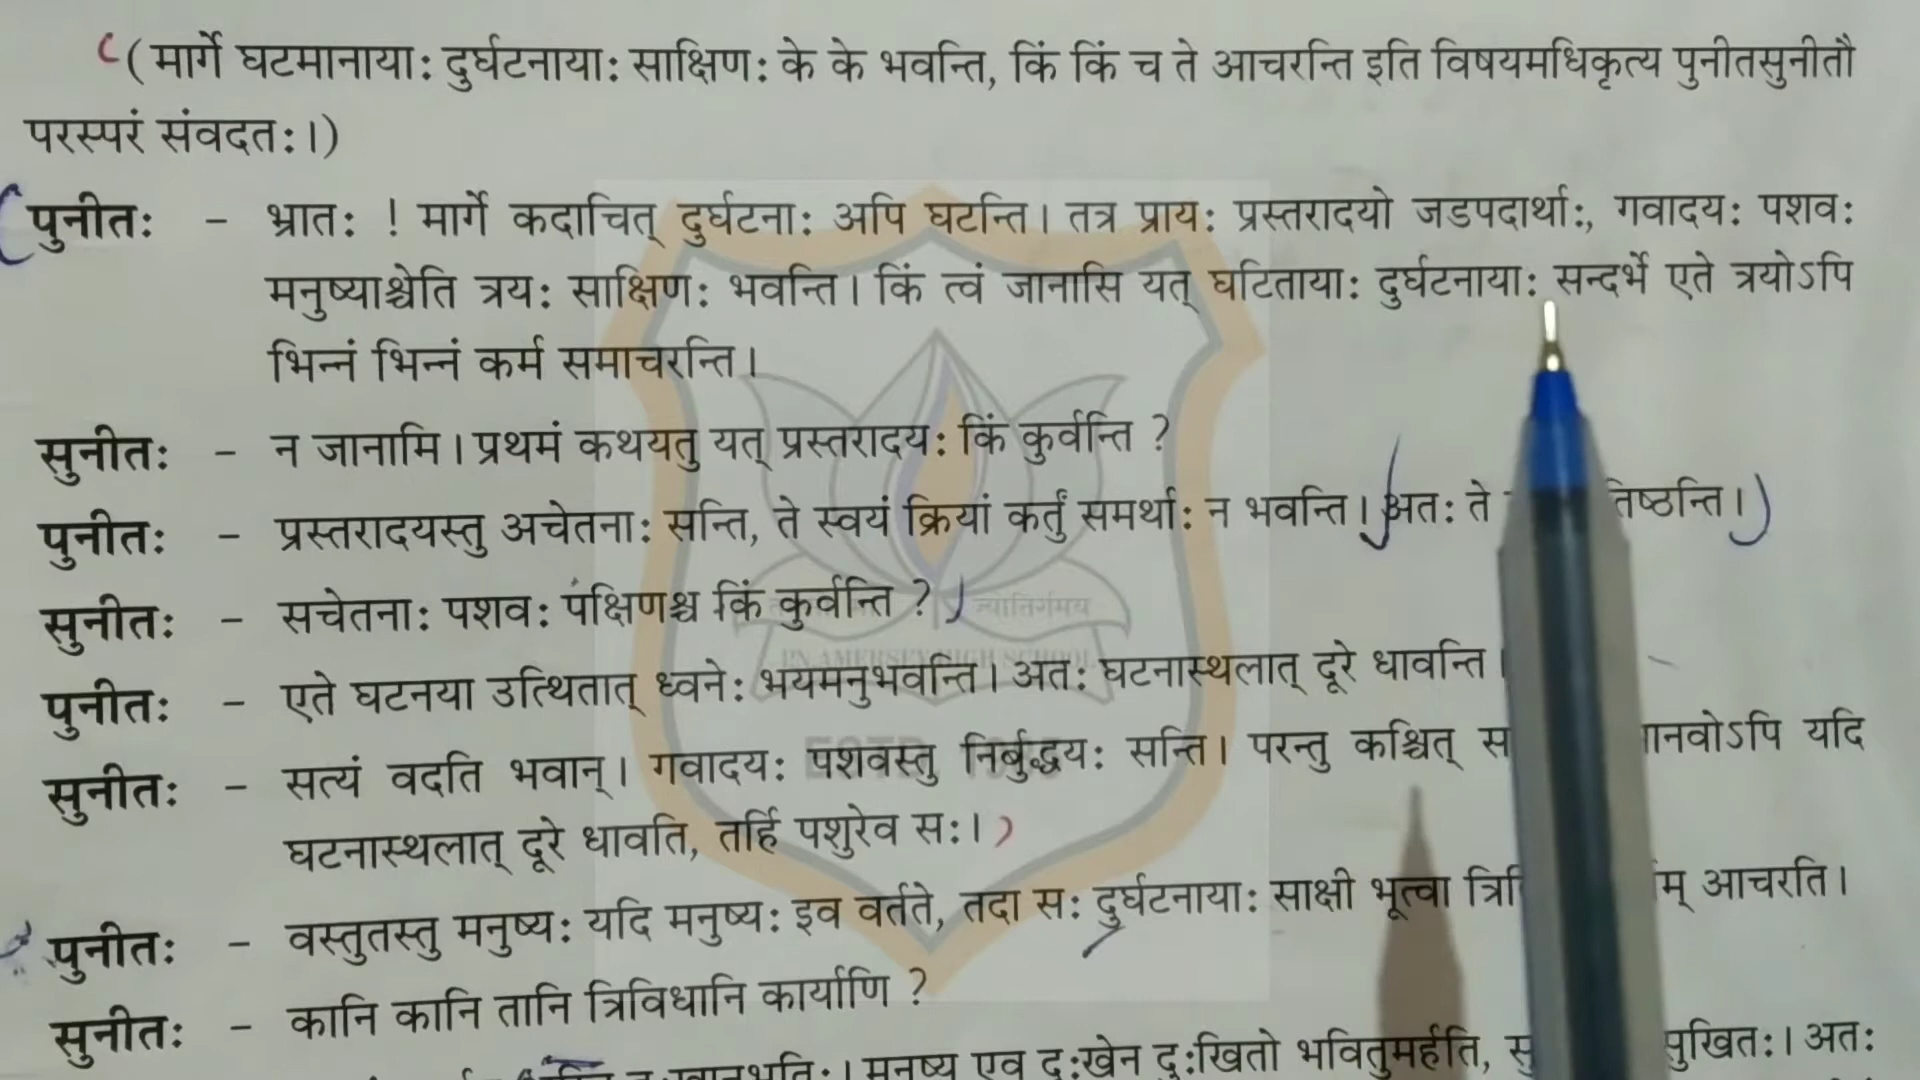 ( मार्गे घटमानायाः दुर्घटनायाः साक्षिणः के के भवन्ति, किं किं च ते आचरन्ति इति विषयमधिकृत्य पुनीतसुनीतौ
परस्परं संवदतः।)
पुनीतः - भ्रातः ! मार्गे कदाचित् दुर्घटनाः अपि घटन्ति। तत्र प्रायः प्रस्तरादयो जडपदार्थाः, गवादयः पशवः
मनुष्याश्चेति त्रयः साक्षिणः भवन्ति। किं त्वं जानासि यत् घटितायाः दुर्घटनायाः सन्दर्भे एते त्रयोऽपि
भिन्नं भिन्नं कर्म समाचरन्ति।
सुनीतः - न जानामि। प्रथमं कथयतु यत् प्रस्तरादयः किं कुर्वन्ति ?
पुनीतः - प्रस्तरादयस्तु अचेतनाः सन्ति, ते स्वयं क्रियां कर्तुं समर्थाः न भवन्ति। अतः ते तिष्ठन्ति।
सुनीतः - सचेतनाः पशवः पक्षिणश्च किं कुर्वन्ति ?
पुनीतः - एते घटनया उत्थितात् ध्वनेः भयमनुभवन्ति। अतः घटनास्थलात् दूरे धावन्ति।
सुनीतः - सत्यं वदति भवान्। गवादयः पशवस्तु निर्बुद्धयः सन्ति। परन्तु कश्चित् यदि
घटनास्थलात् दूरे धावति, तर्हि पशुरेव सः।
पुनीतः - वस्तुतस्तु मनुष्यः यदि मनुष्यः इव वर्तते, तदा सः दुर्घटनायाः साक्षी भूत्वा आचरति।
सुनीतः - कानि कानि तानि त्रिविधानि कार्याणि ?
मनुष्य एव दुःखेन दुःखितो भवितुमर्हति, सुखितः। अतः